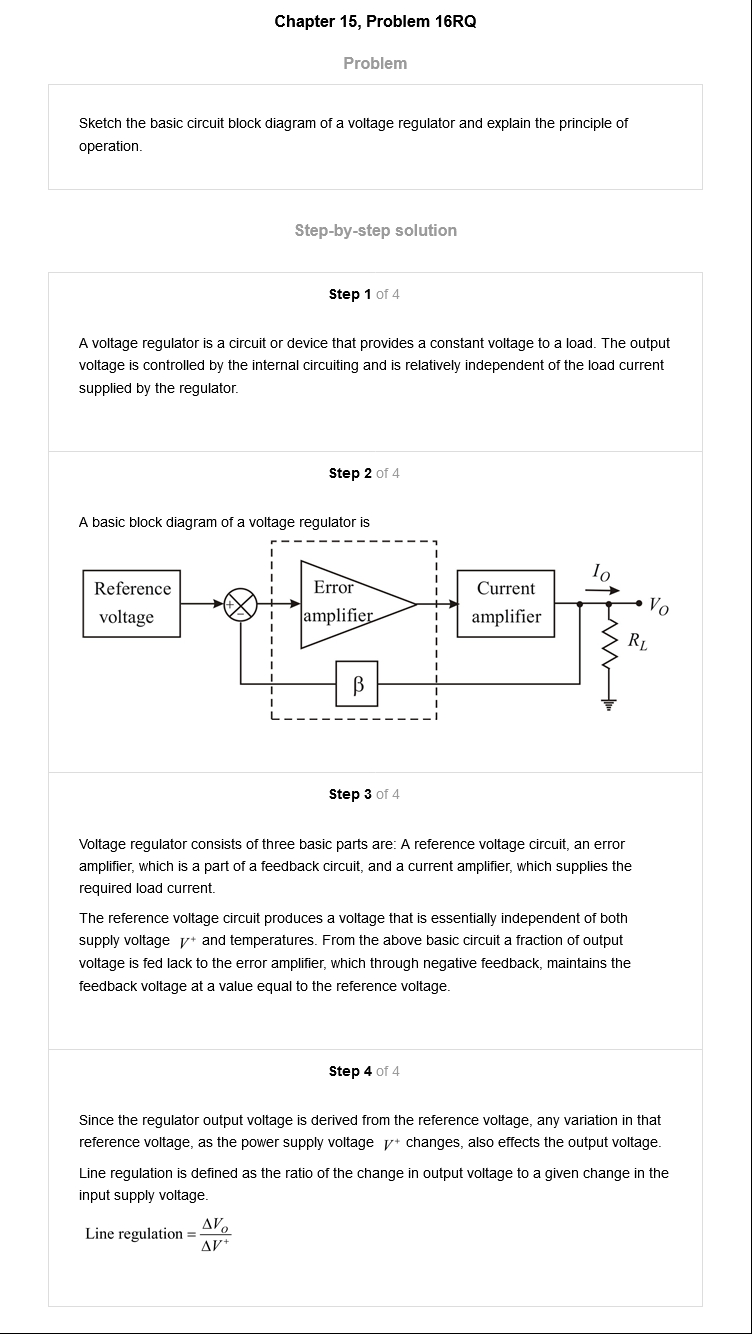 Chapter 15, Problem 16RQ
Problem
Sketch the basic circuit block diagram of a voltage regulator and explain the principle of
operation.
Step-by-step solution
Step 1 of 4
A voltage regulator is a circuit or device that provides a constant voltage to a load. The output
voltage is controlled by the internal circuiting and is relatively independent of the load current
supplied by the regulator.
Step 2 of 4
A basic block diagram of a voltage regulator is
Reference
voltage
+
−
Error
amplifier
β
Current
amplifier
I_O
V_O
R_L
Step 3 of 4
Voltage regulator consists of three basic parts are: A reference voltage circuit, an error
amplifier, which is a part of a feedback circuit, and a current amplifier, which supplies the
required load current.
The reference voltage circuit produces a voltage that is essentially independent of both
supply voltage V⁺ and temperatures. From the above basic circuit a fraction of output
voltage is fed lack to the error amplifier, which through negative feedback, maintains the
feedback voltage at a value equal to the reference voltage.
Step 4 of 4
Since the regulator output voltage is derived from the reference voltage, any variation in that
reference voltage, as the power supply voltage V⁺ changes, also effects the output voltage.
Line regulation is defined as the ratio of the change in output voltage to a given change in the
input supply voltage.
Line regulation = ΔV_O / ΔV⁺